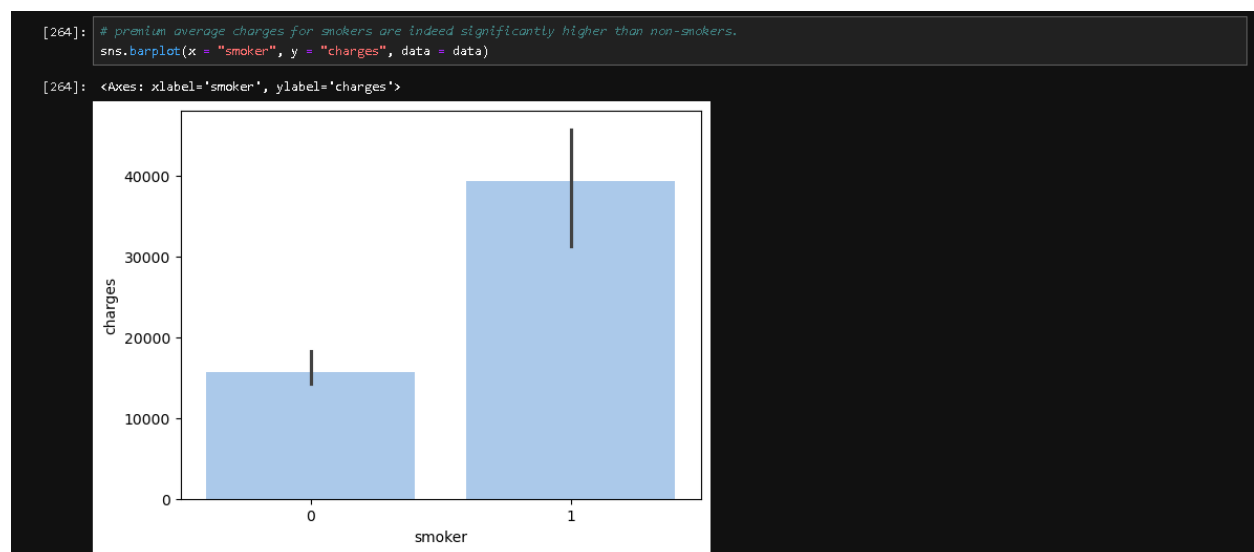 [264]: # premium average charges for smokers are indeed significantly higher than non-smokers.
sns.barplot(x = "smoker", y = "charges", data = data)
[264]: <Axes: xlabel='smoker', ylabel='charges'>
40000
30000
charges
20000
10000
0
0 1
smoker